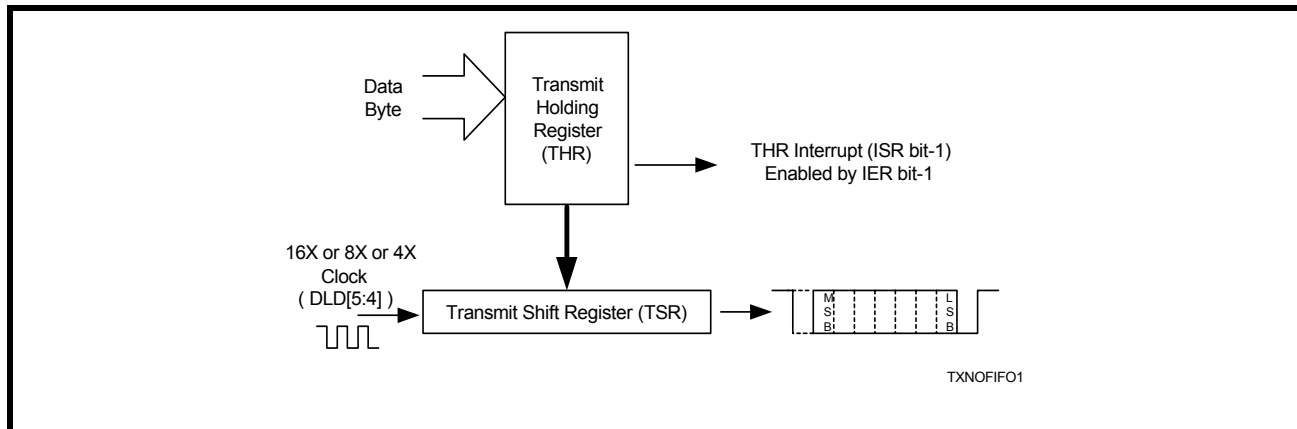 Data
Byte
Transmit
Holding
Register
(THR)
THR Interrupt (ISR bit-1)
Enabled by IER bit-1
16X or 8X or 4X
Clock
( DLD[5:4] )
Transmit Shift Register (TSR)
M
S
B
L
S
B
TXNOFIFO1